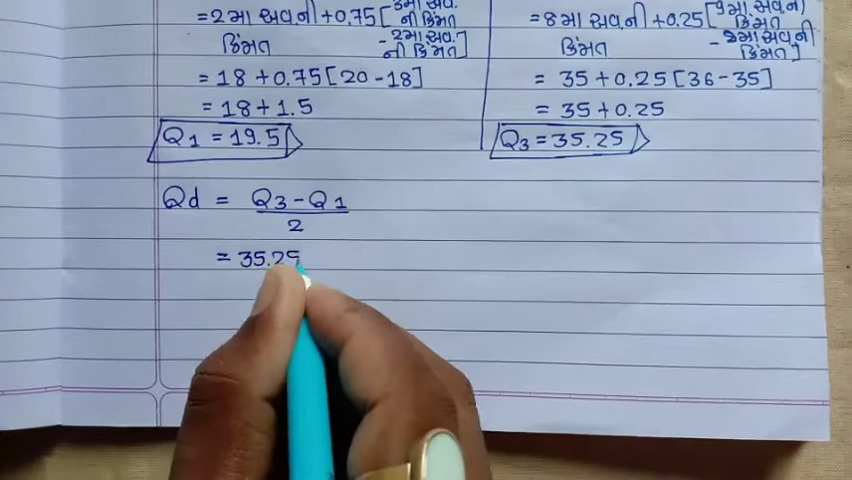 =2મા અવ.ની +0.75[3મા અવ.
ની કિંમત
કિંમત - 2મા અવ.
ની કિંમત]
= 18 + 0.75[20 - 18]
= 18 + 1.5
Q1 = 19.5
=8મા અવ.ની +0.25[9મા અવ.ની
કિંમત
કિંમત - 8મા અવ.ની
કિંમત]
= 35 + 0.25[36 - 35]
= 35 + 0.25
Q3 = 35.25
Qd = Q3 - Q1
2
= 35.25